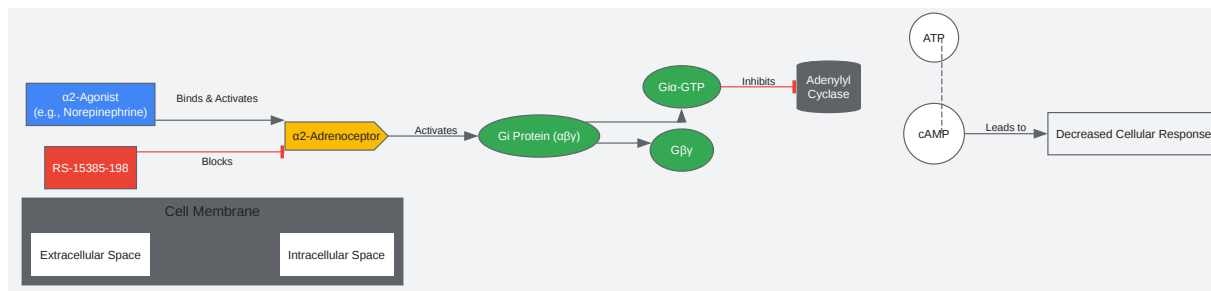 α2-Agonist
(e.g., Norepinephrine)
Binds & Activates
RS-15385-198
Blocks
α2-Adrenoceptor
Activates
Gi Protein (αβγ)
Giα-GTP
Gβγ
Inhibits
Adenylyl
Cyclase
ATP
cAMP
Leads to
Decreased Cellular Response
Cell Membrane
Extracellular Space
Intracellular Space